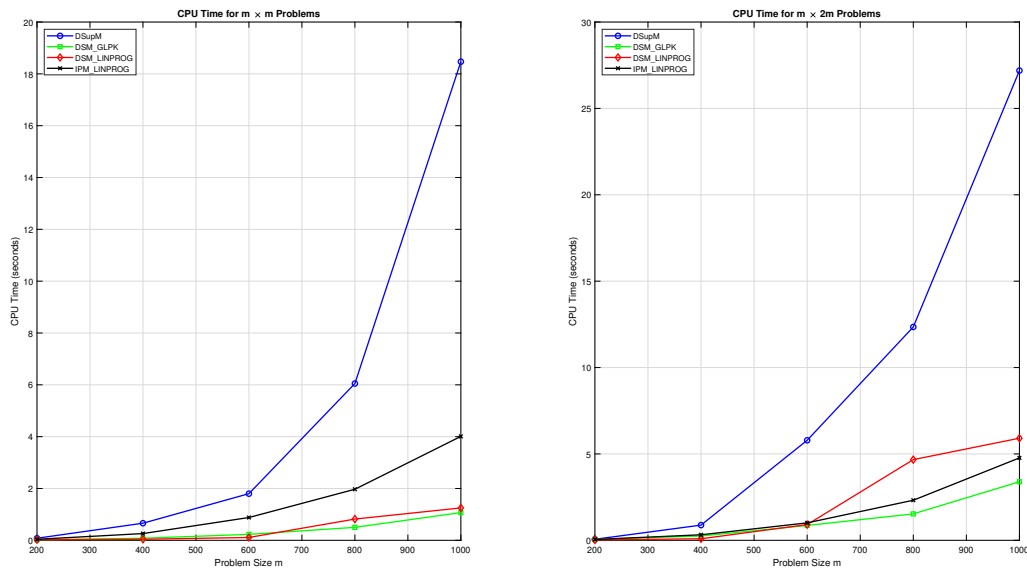 CPU Time for m × m Problems
DSupM
DSM_GLPK
DSM_LINPROG
IPM_LINPROG
CPU Time (seconds)
20
18
16
14
12
10
8
6
4
2
0
200 300 400 500 600 700 800 900 1000
Problem Size m
CPU Time for m × 2m Problems
DSupM
DSM_GLPK
DSM_LINPROG
IPM_LINPROG
CPU Time (seconds)
30
25
20
15
10
5
0
200 300 400 500 600 700 800 900 1000
Problem Size m